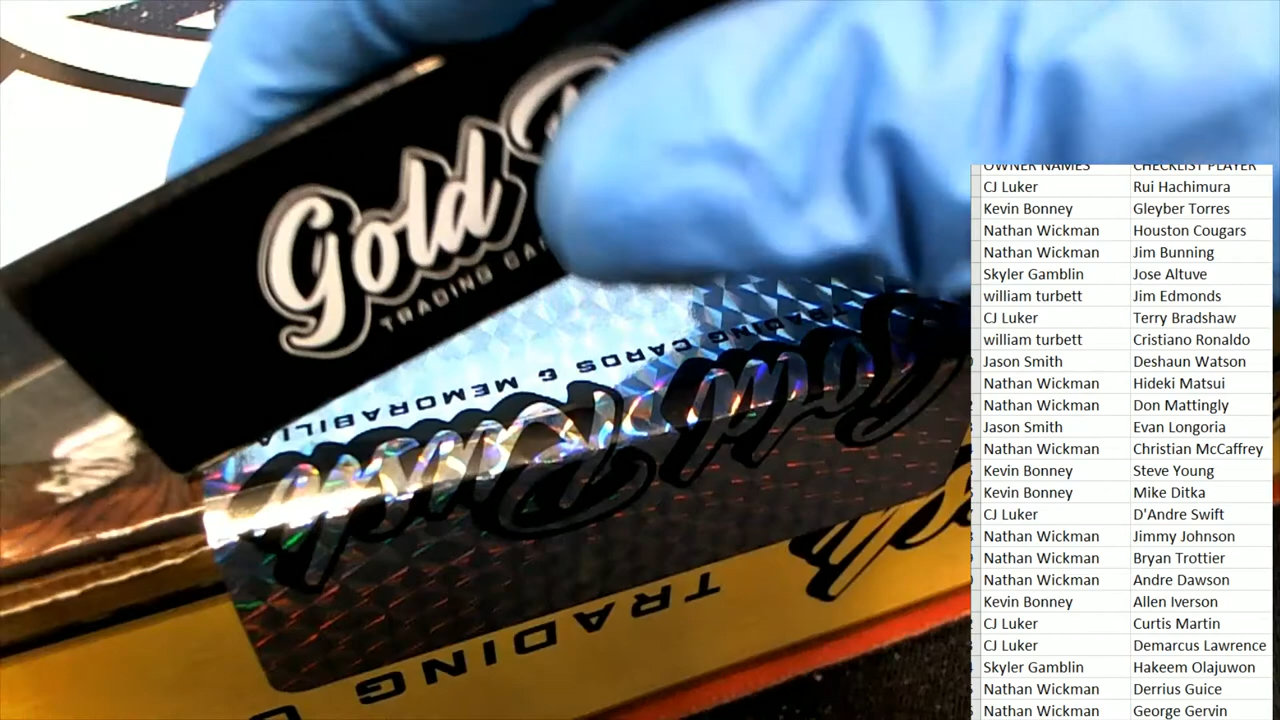 Gold
TRADING
TRADING CARDS & MEMORABILIA
Gold Rush
TRADING
OWNER NAMES CHECKLIST PLAYER
CJ Luker Rui Hachimura
Kevin Bonney Gleyber Torres
Nathan Wickman Houston Cougars
Nathan Wickman Jim Bunning
Skyler Gamblin Jose Altuve
william turbett Jim Edmonds
CJ Luker Terry Bradshaw
william turbett Cristiano Ronaldo
Jason Smith Deshaun Watson
Nathan Wickman Hideki Matsui
Nathan Wickman Don Mattingly
Jason Smith Evan Longoria
Nathan Wickman Christian McCaffrey
Kevin Bonney Steve Young
Kevin Bonney Mike Ditka
CJ Luker D'Andre Swift
Nathan Wickman Jimmy Johnson
Nathan Wickman Bryan Trottier
Nathan Wickman Andre Dawson
Kevin Bonney Allen Iverson
CJ Luker Curtis Martin
CJ Luker Demarcus Lawrence
Skyler Gamblin Hakeem Olajuwon
Nathan Wickman Derrius Guice
Nathan Wickman George Gervin